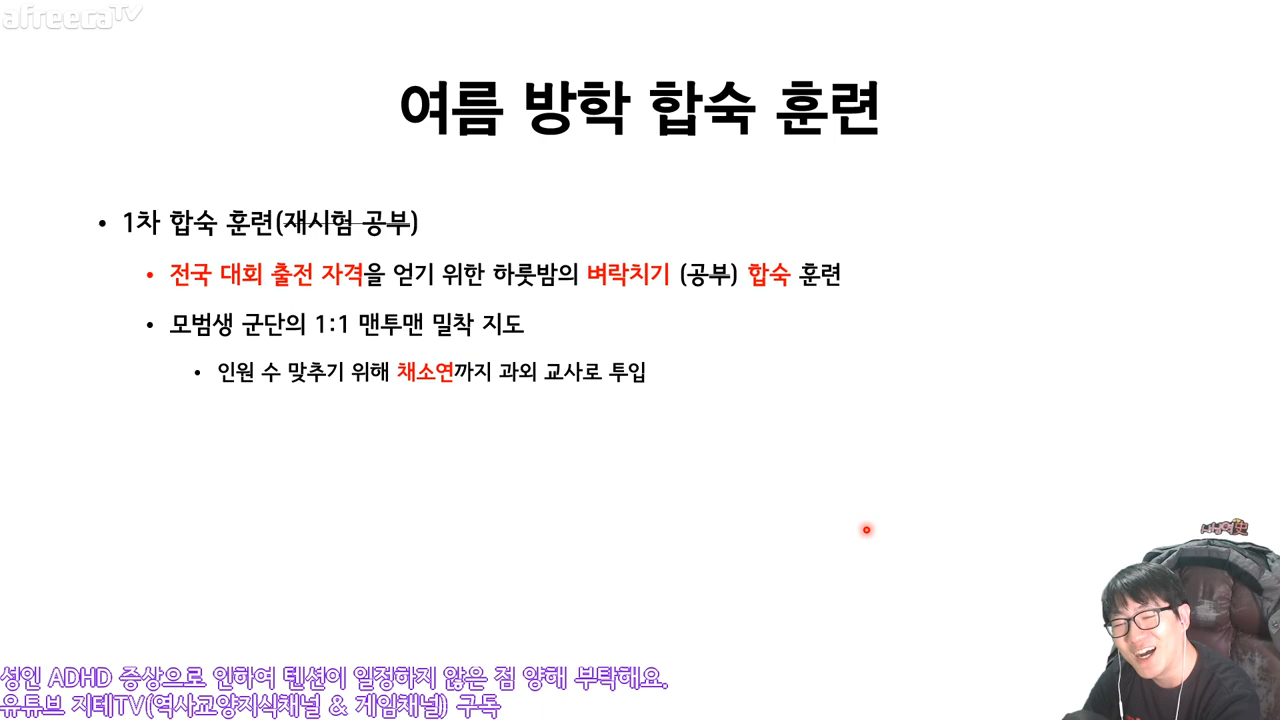 afreecaTV
여름 방학 합숙 훈련
• 1차 합숙 훈련(재시험 공부)
• 전국 대회 출전 자격을 얻기 위한 하룻밤의 벼락치기 (공부) 합숙 훈련
• 모범생 군단의 1:1 맨투맨 밀착 지도
• 인원 수 맞추기 위해 채소연까지 과외 교사로 투입
성인 ADHD 증상으로 인하여 텐션이 일정하지 않은 점 양해 부탁해요.
유튜브 지테TV(역사교양지식채널 & 게임채널) 구독